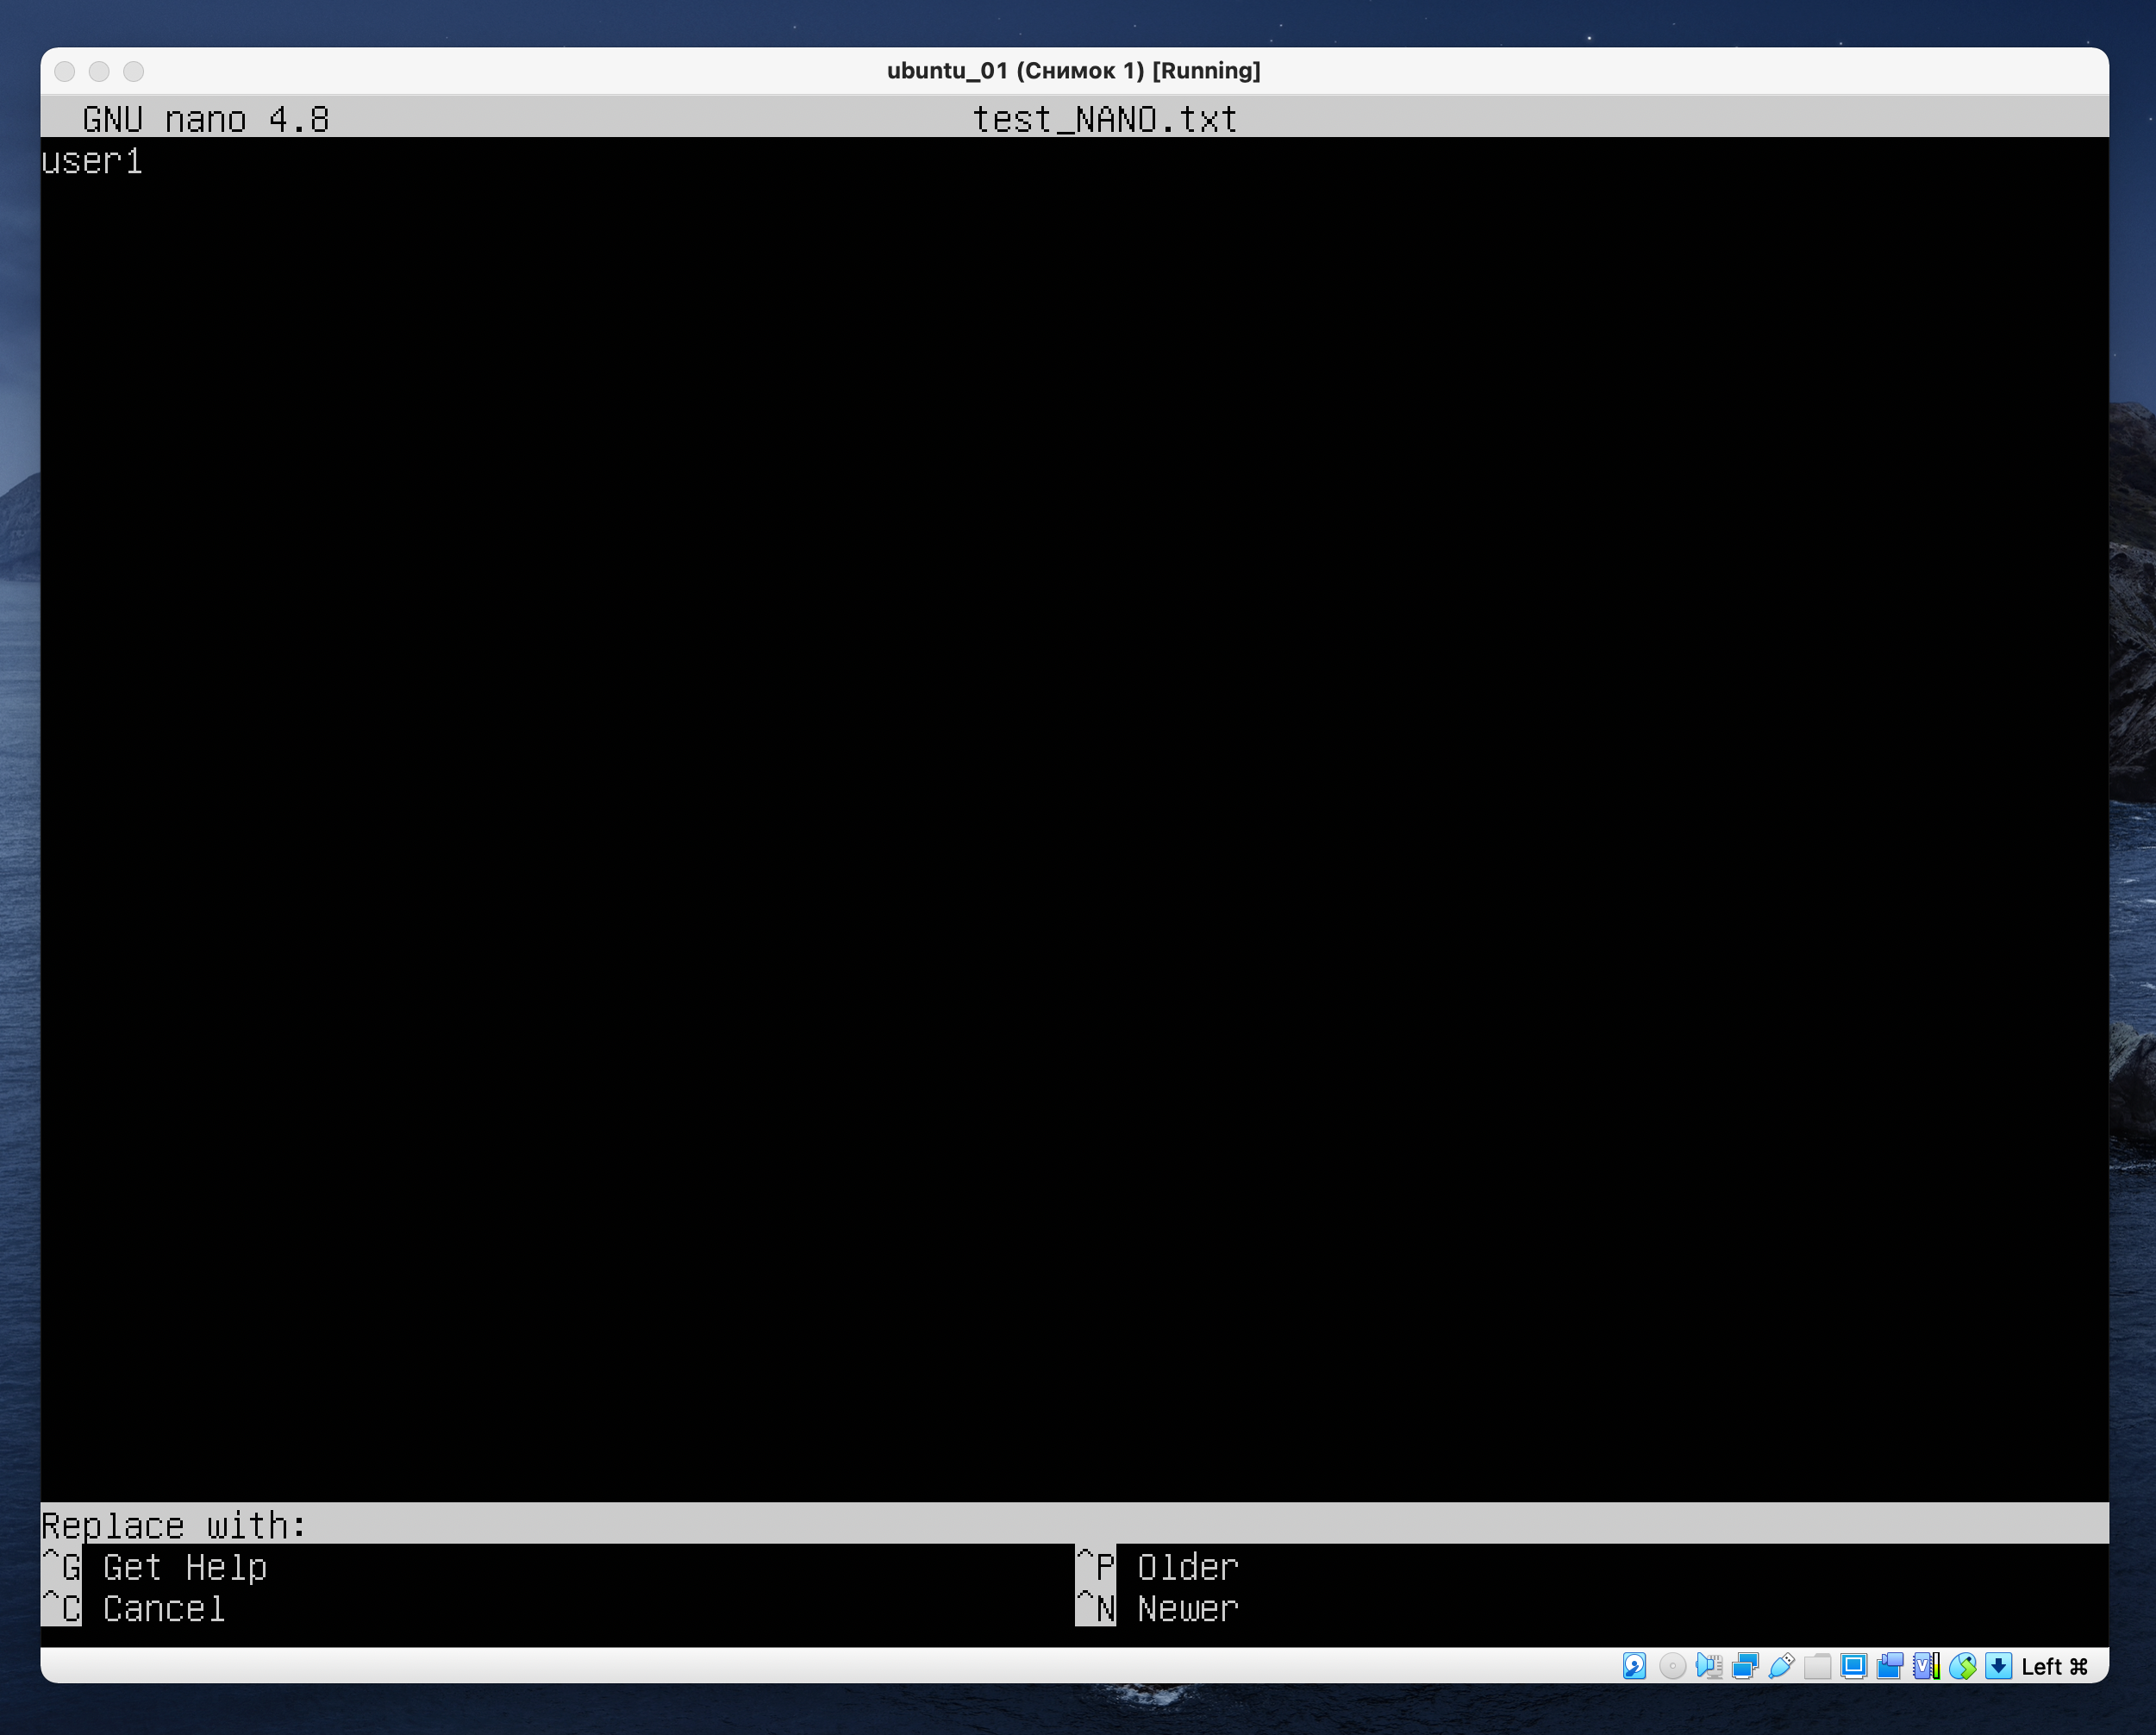 ubuntu_01 (Снимок 1) [Running]
GNU nano 4.8 test_NANO.txt
user1
Replace with:
^G Get Help ^P Older
^C Cancel ^N Newer
Left ⌘